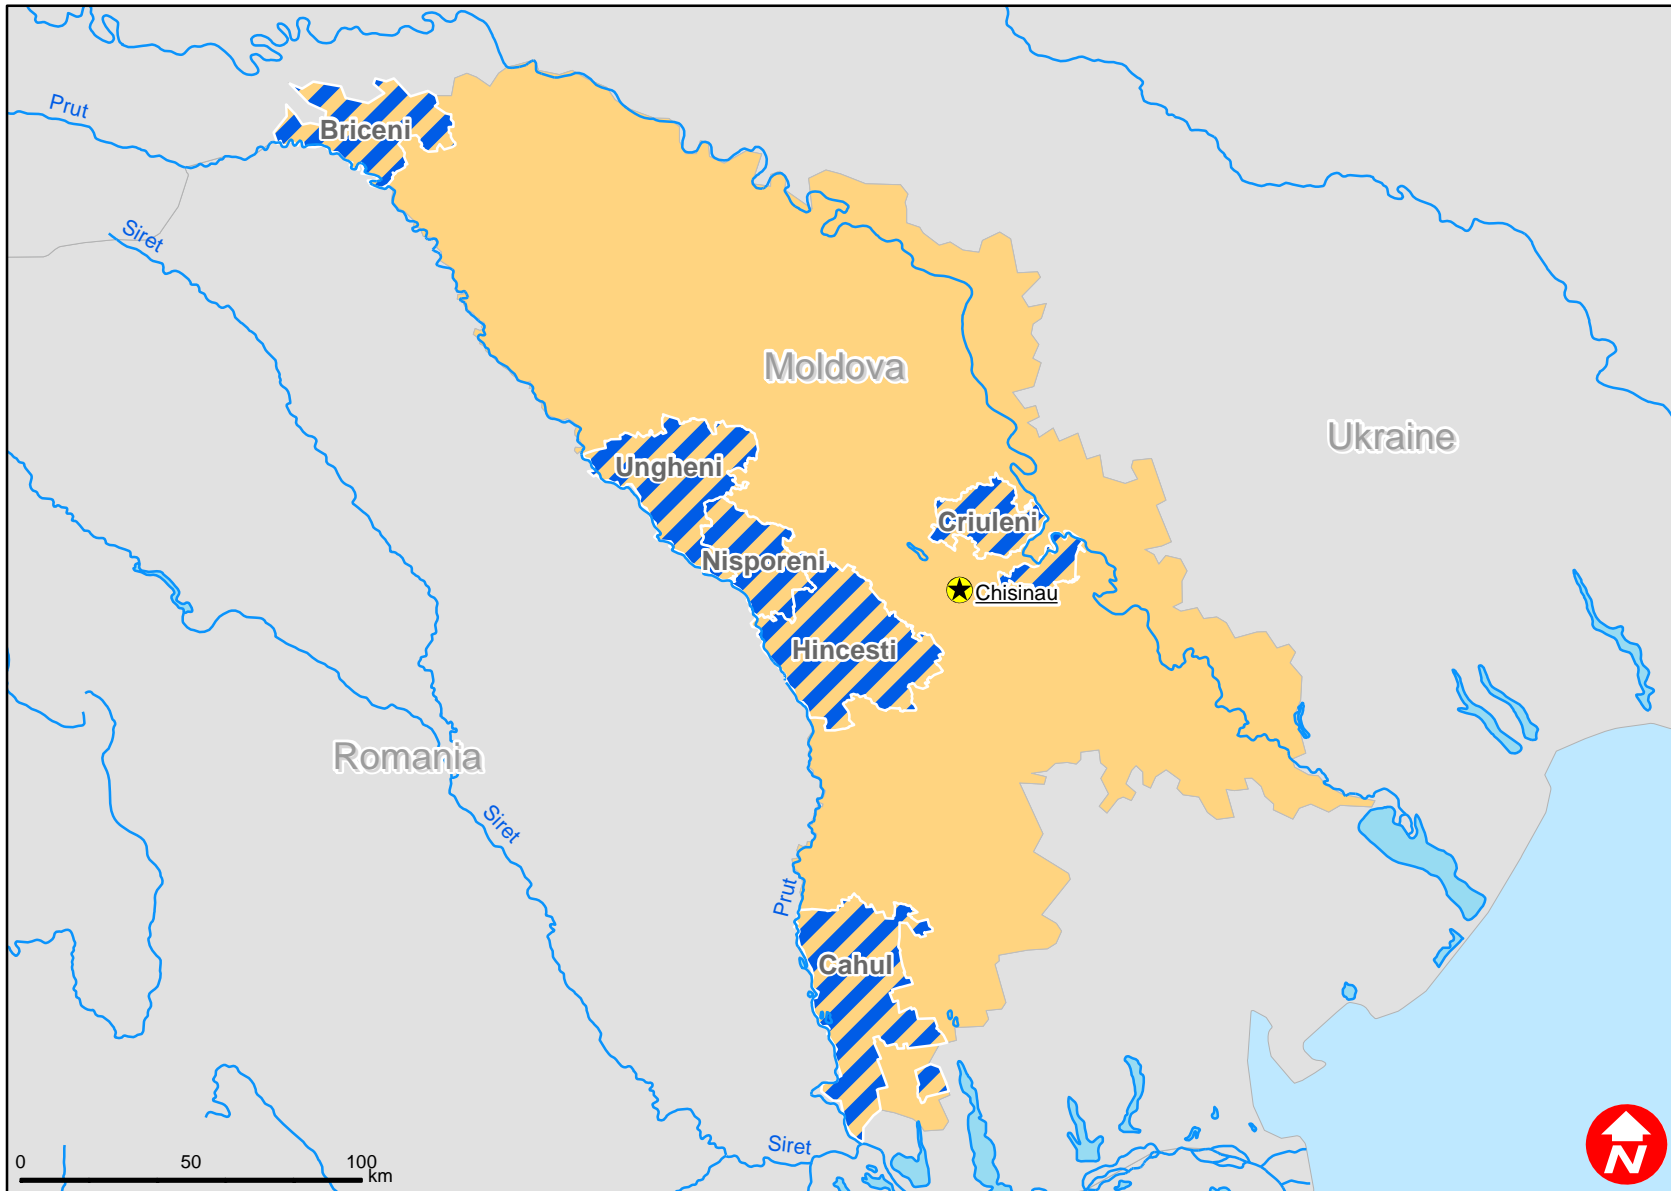 Prut
Briceni
Siret
Moldova
Ukraine
Ungheni
Criuleni
Nisporeni
Chisinau
Hincesti
Romania
Siret
Prut
Cahul
Siret
0 50 100
km
N